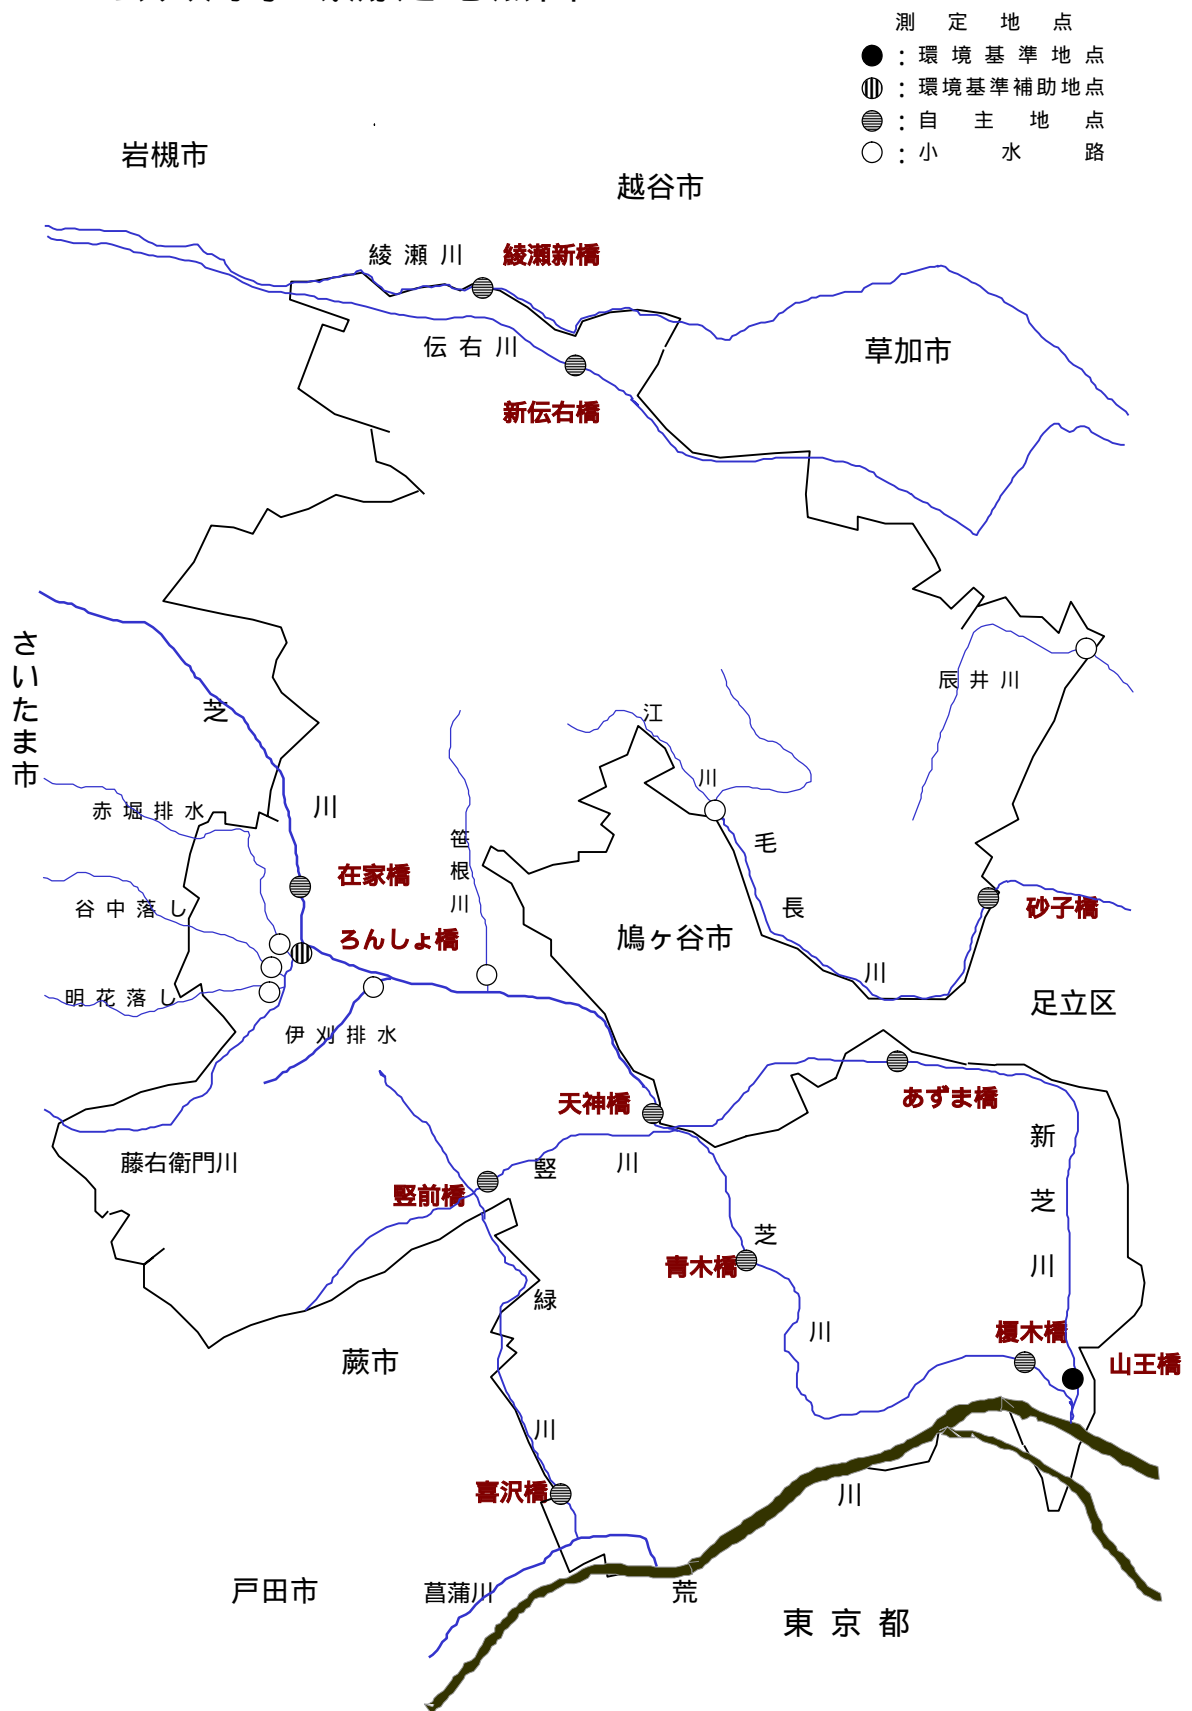 測定地点
：環境基準地点
：環境基準補助地点
：自主地点
：小水路
岩槻市
越谷市
綾瀬川
綾瀬新橋
伝右川
草加市
新伝右橋
さいたま市
芝川
辰井川
江川
赤堀排水
毛長川
笹根川
在家橋
谷中落し
砂子橋
ろんしょ橋
鳩ヶ谷市
明花落し
足立区
伊刈排水
天神橋
あずま橋
新芝川
藤右衛門川
竪川
竪前橋
芝川
青木橋
緑川
榎木橋
山王橋
蕨市
喜沢橋
荒川
戸田市
菖蒲川
東京都